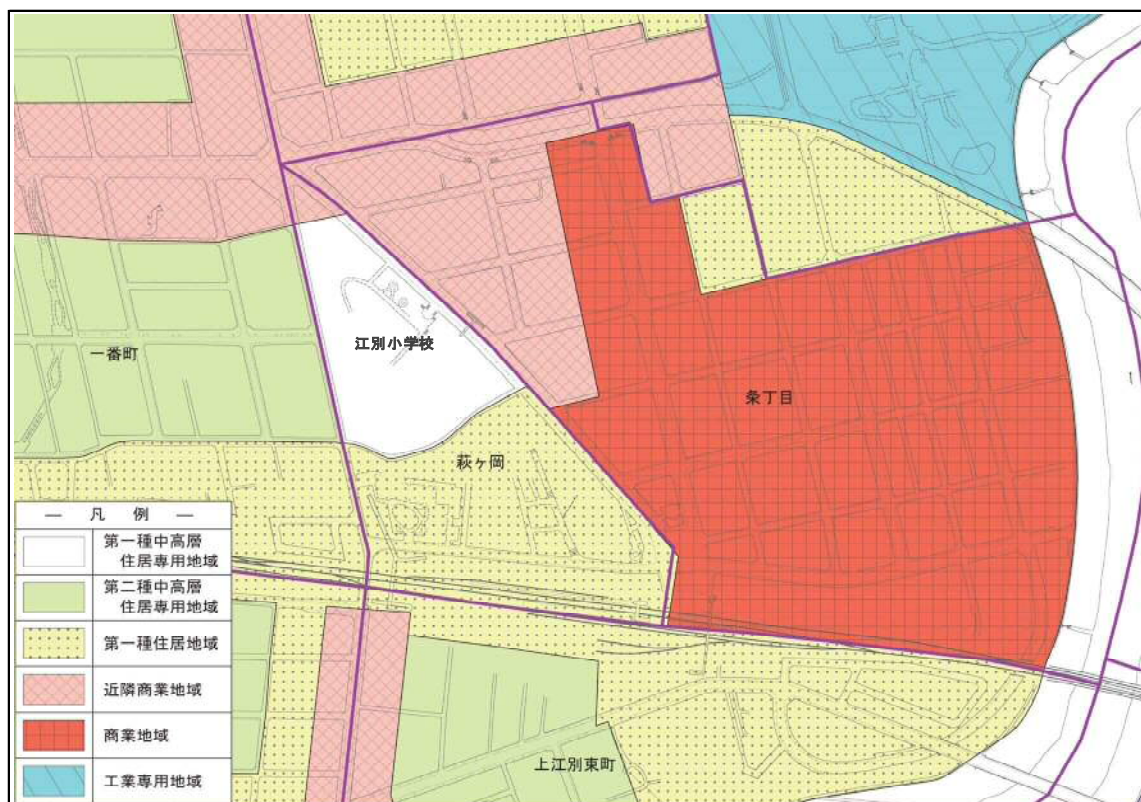 江別小学校
一番町
条丁目
萩ヶ岡
上江別東町
― 凡 例 ―
第一種中高層
住居専用地域
第二種中高層
住居専用地域
第一種住居地域
近隣商業地域
商業地域
工業専用地域